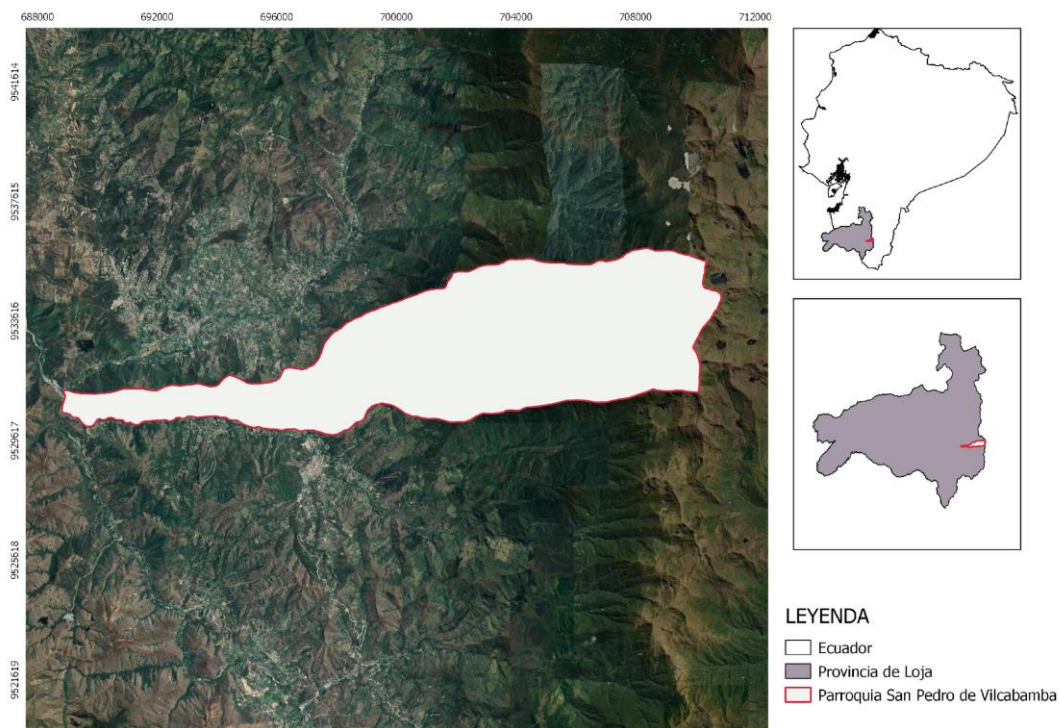 688000 692000 696000 700000 704000 708000 712000
9541614
9537615
9533616
9529617
9525618
9521619
LEYENDA
Ecuador
Provincia de Loja
Parroquia San Pedro de Vilcabamba